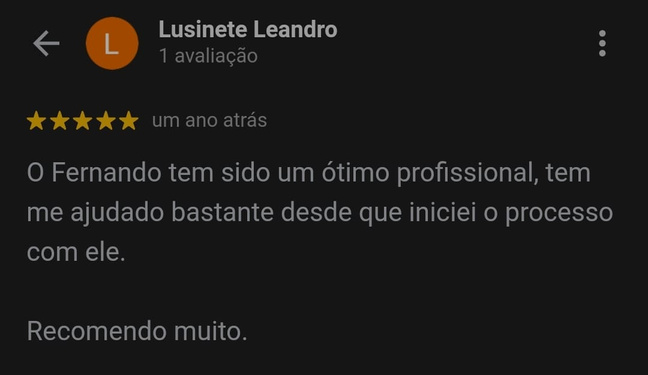 Lusinete Leandro
1 avaliação
um ano atrás
O Fernando tem sido um ótimo profissional, tem
me ajudado bastante desde que iniciei o processo
com ele.
Recomendo muito.